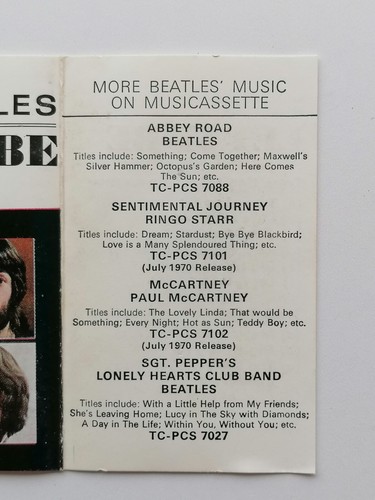 LES
BE
MORE BEATLES' MUSIC
ON MUSICASSETTE
ABBEY ROAD
BEATLES
Titles include: Something; Come Together; Maxwell's
Silver Hammer; Octopus's Garden; Here Comes
The Sun; etc.
TC-PCS 7088
SENTIMENTAL JOURNEY
RINGO STARR
Titles include: Dream; Stardust; Bye Bye Blackbird;
Love is a Many Splendoured Thing; etc.
TC-PCS 7101
(July 1970 Release)
McCARTNEY
PAUL McCARTNEY
Titles include: The Lovely Linda; That would be
Something; Every Night; Hot as Sun; Teddy Boy; etc.
TC-PCS 7102
(July 1970 Release)
SGT. PEPPER'S
LONELY HEARTS CLUB BAND
BEATLES
Titles include: With a Little Help from My Friends;
She's Leaving Home; Lucy in The Sky with Diamonds;
A Day in The Life; Within You, Without You; etc.
TC-PCS 7027